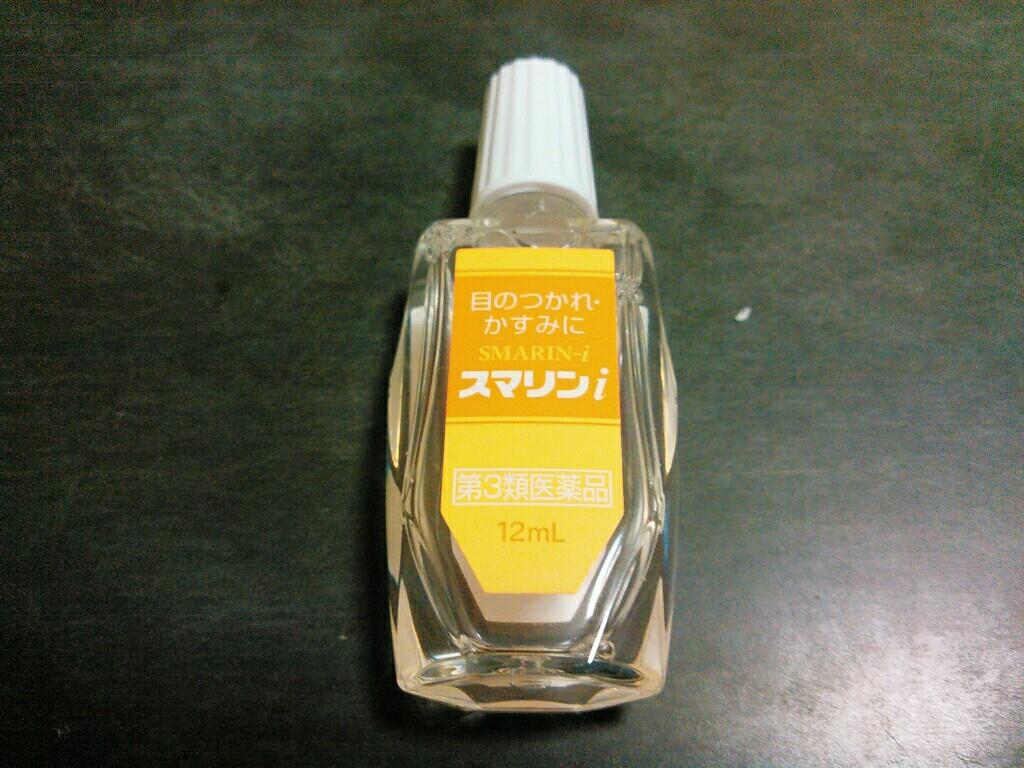 目のつかれ・
かすみに
SMARIN-i
スマリンi
第3類医薬品
12mL